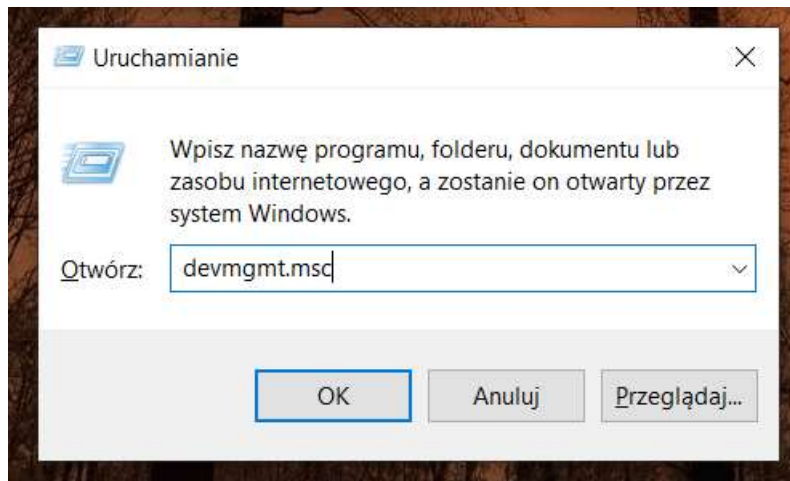 Uruchamianie
Wpisz nazwę programu, folderu, dokumentu lub
zasobu internetowego, a zostanie on otwarty przez
system Windows.
Otwórz: devmgmt.msc
OK Anuluj Przeglądaj...